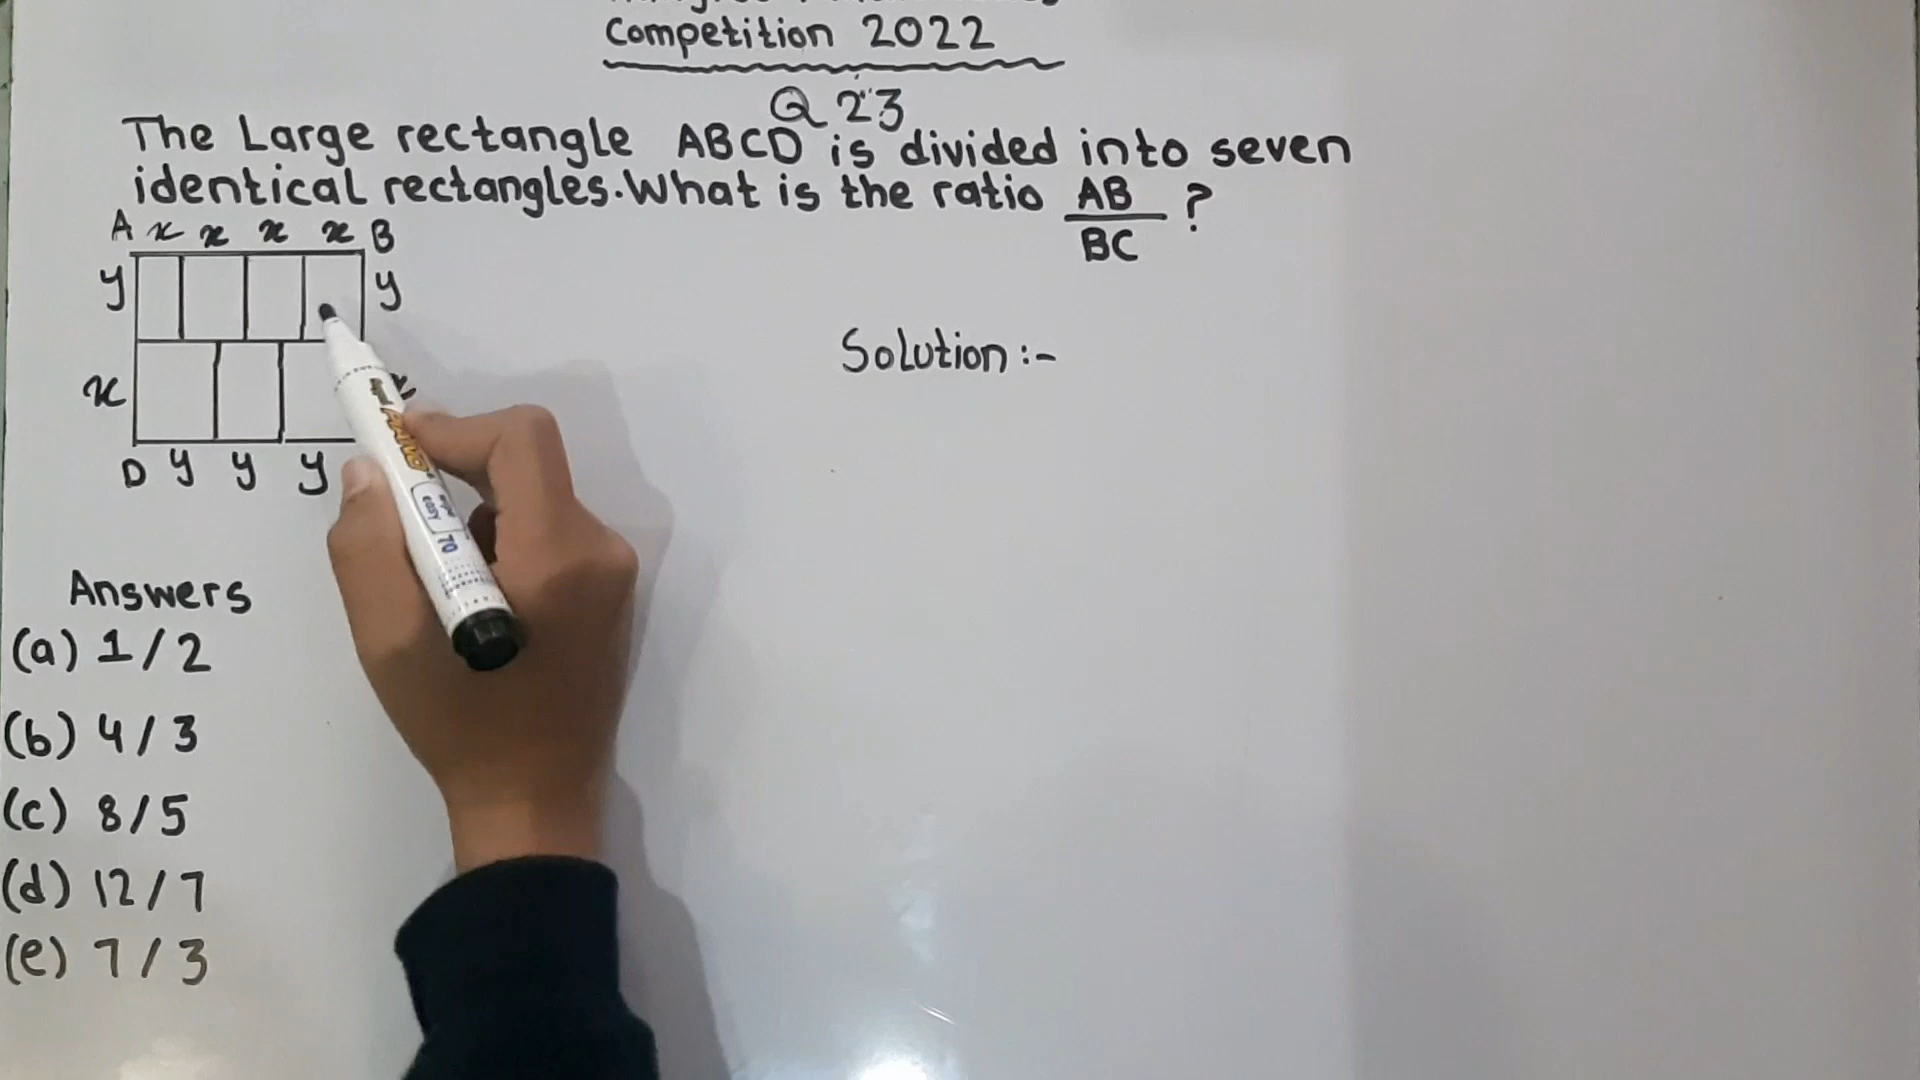 Competition 2022
Q 23
The Large rectangle ABCD is divided into seven
identical rectangles. What is the ratio AB/BC ?
A x x x x B
y y
x x
D y y y
Solution :-
Answers
(a) 1/2
(b) 4/3
(c) 8/5
(d) 12/7
(e) 7/3